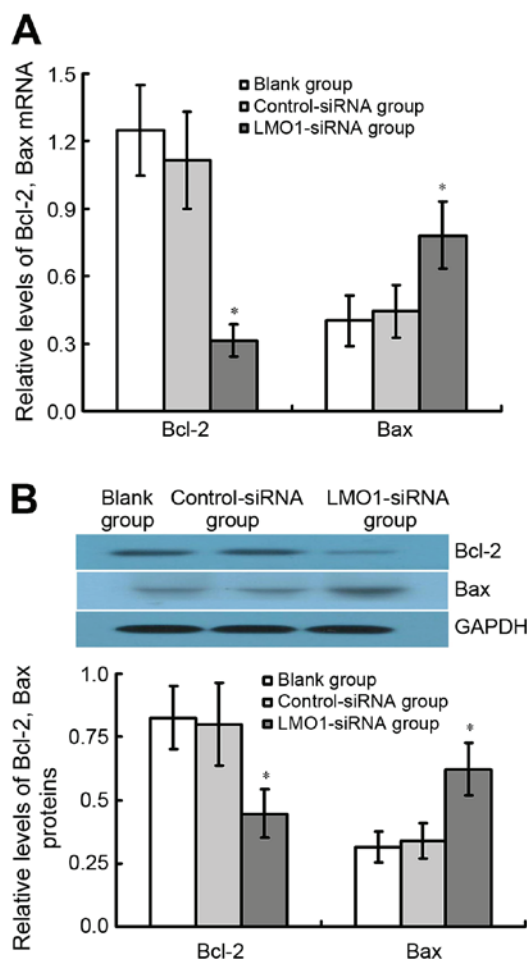 A
Relative levels of Bcl-2, Bax mRNA
1.5
1.2
0.9
0.6
0.3
0.0
Blank group
Control-siRNA group
LMO1-siRNA group
*
*
Bcl-2
Bax
B
Blank group
Control-siRNA group
LMO1-siRNA group
Bcl-2
Bax
GAPDH
Relative levels of Bcl-2, Bax
proteins
1.0
0.75
0.5
0.25
0.0
Blank group
Control-siRNA group
LMO1-siRNA group
*
*
Bcl-2
Bax